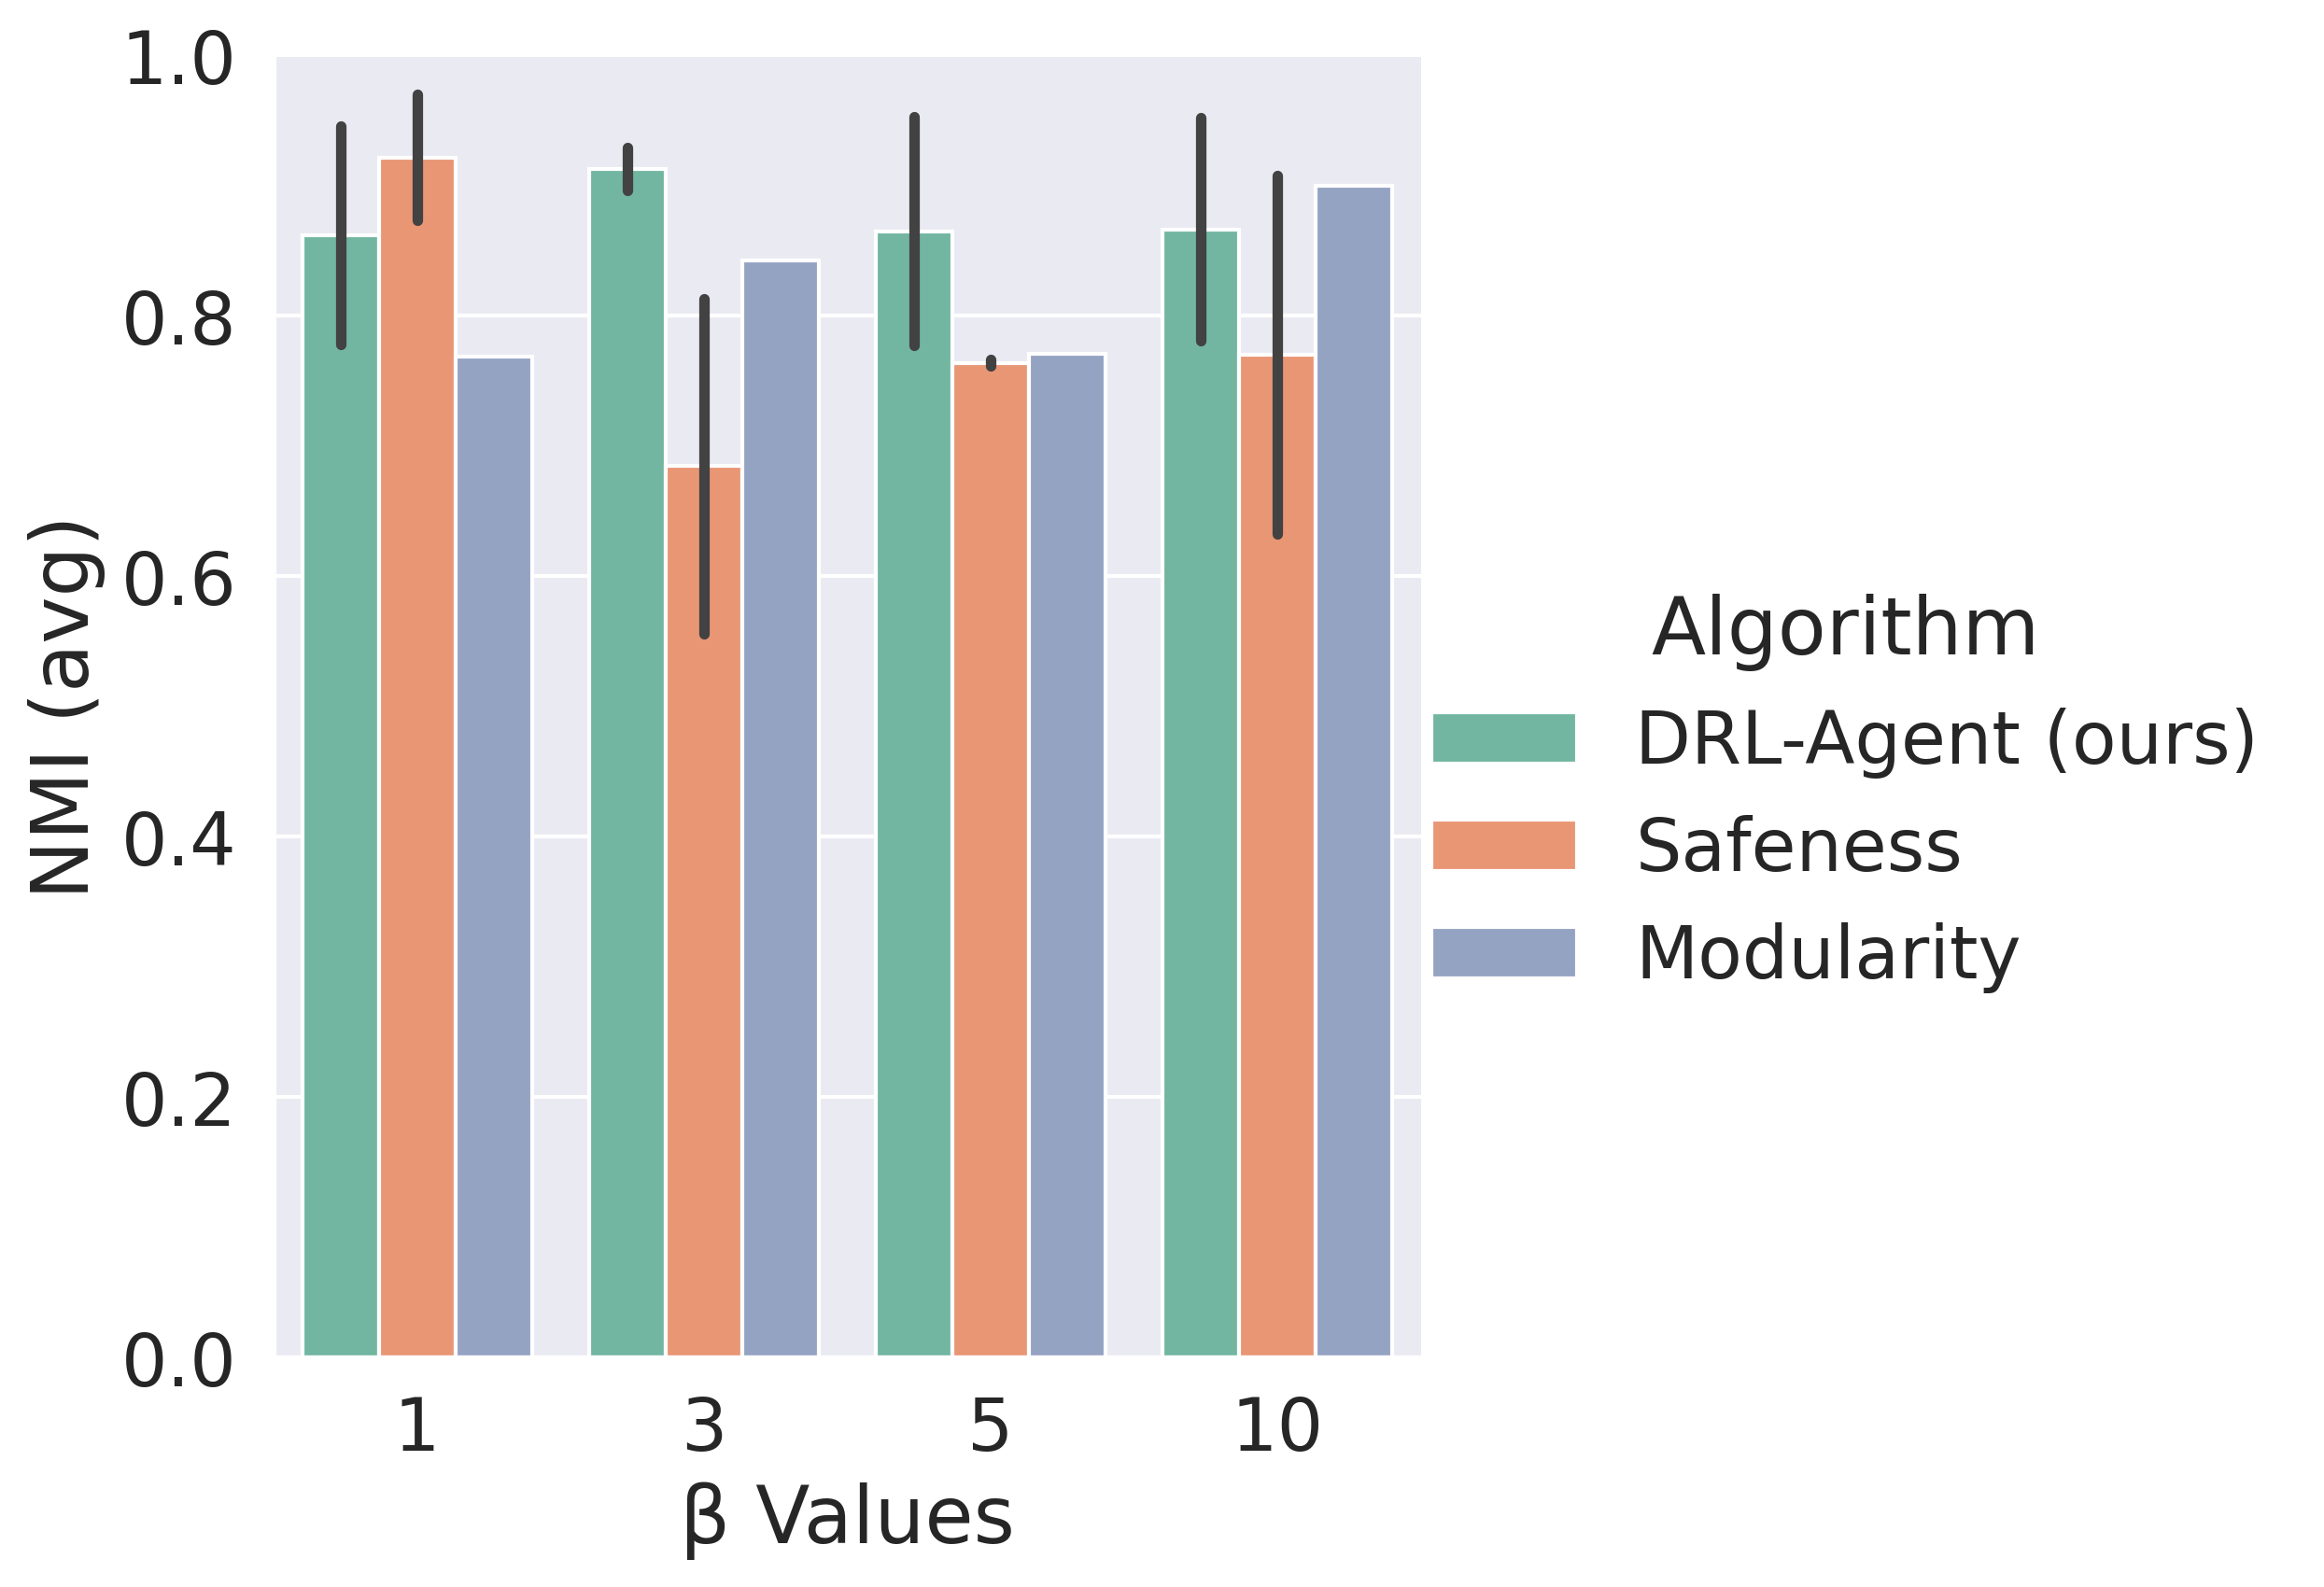 1.0
0.8
0.6
0.4
0.2
0.0
NMI (avg)
1 3 5 10
β Values
Algorithm
DRL-Agent (ours)
Safeness
Modularity